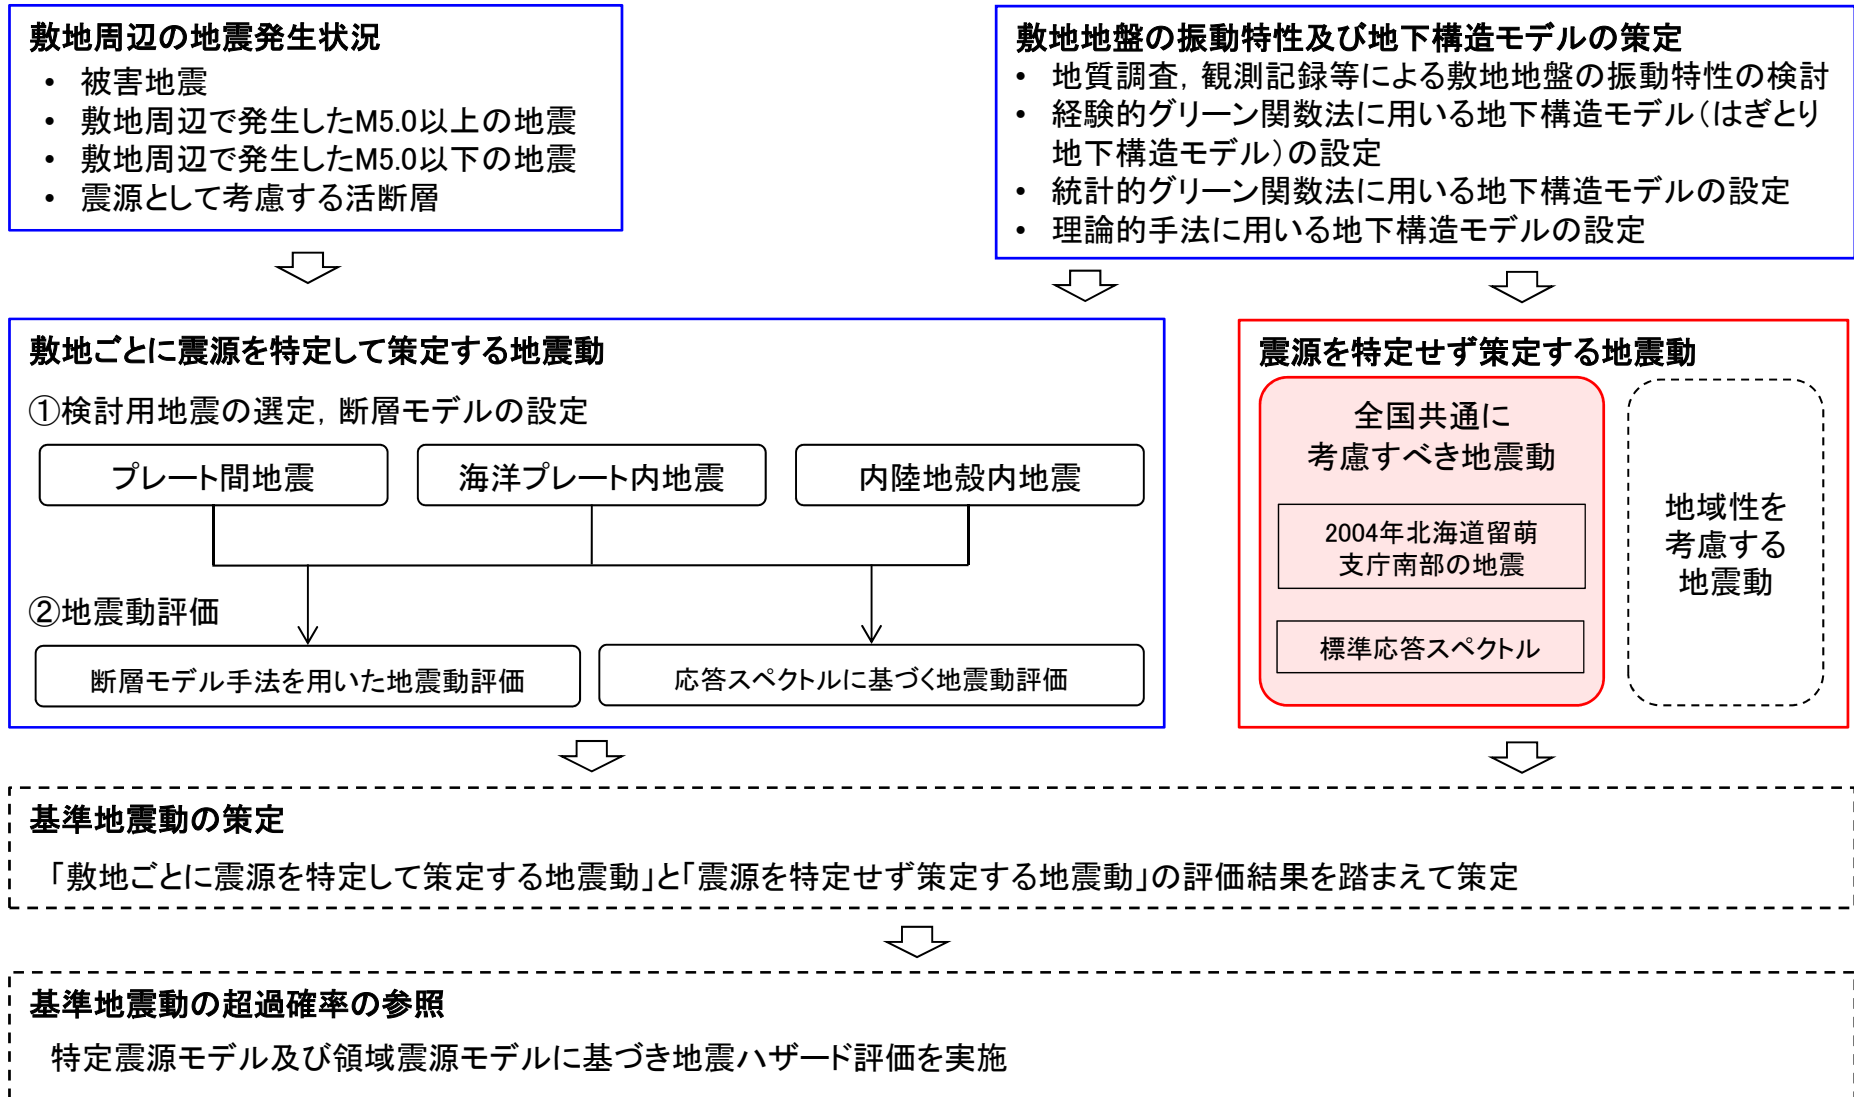 敷地周辺の地震発生状況
• 被害地震
• 敷地周辺で発生したM5.0以上の地震
• 敷地周辺で発生したM5.0以下の地震
• 震源として考慮する活断層
敷地地盤の振動特性及び地下構造モデルの策定
• 地質調査，観測記録等による敷地地盤の振動特性の検討
• 経験的グリーン関数法に用いる地下構造モデル（はぎとり
地下構造モデル）の設定
• 統計的グリーン関数法に用いる地下構造モデルの設定
• 理論的手法に用いる地下構造モデルの設定
敷地ごとに震源を特定して策定する地震動
①検討用地震の選定，断層モデルの設定
プレート間地震
海洋プレート内地震
内陸地殻内地震
②地震動評価
断層モデル手法を用いた地震動評価
応答スペクトルに基づく地震動評価
震源を特定せず策定する地震動
全国共通に
考慮すべき地震動
2004年北海道留萌
支庁南部の地震
標準応答スペクトル
地域性を
考慮する
地震動
基準地震動の策定
「敷地ごとに震源を特定して策定する地震動」と「震源を特定せず策定する地震動」の評価結果を踏まえて策定
基準地震動の超過確率の参照
特定震源モデル及び領域震源モデルに基づき地震ハザード評価を実施